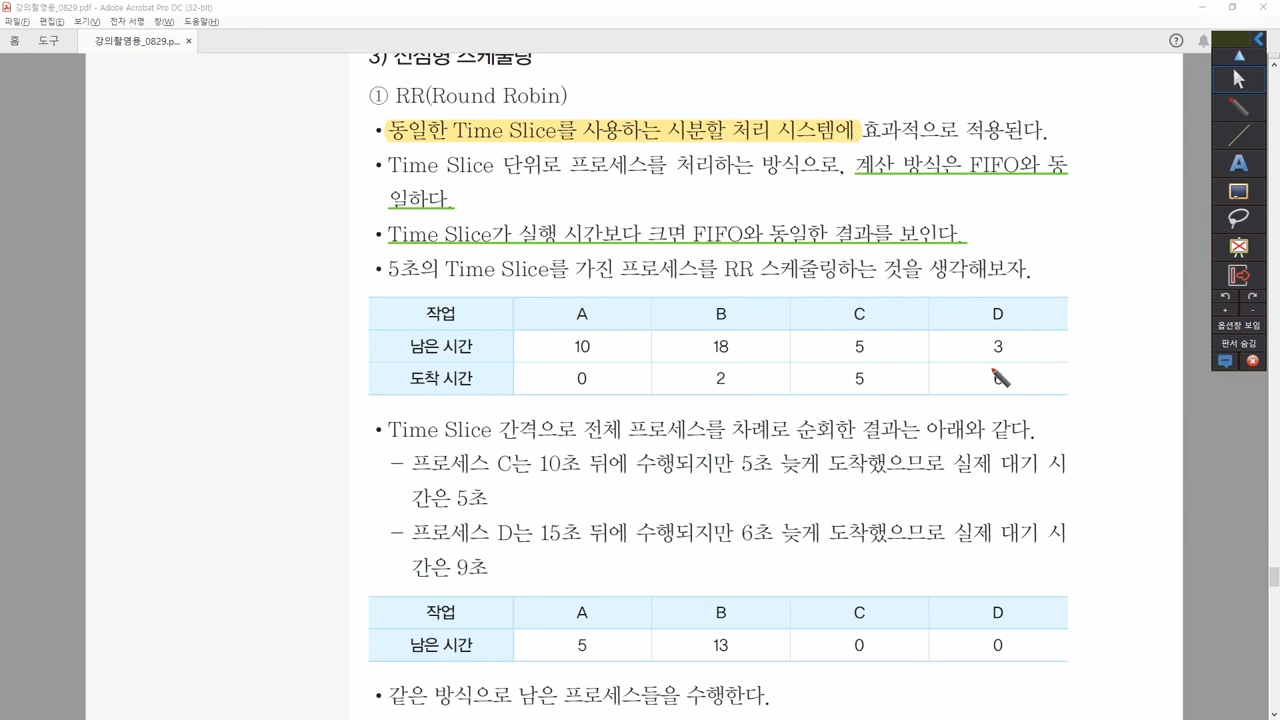 강의촬영용_0829.pdf - Adobe Acrobat Pro DC (32-bit)
파일(F) 편집(E) 보기(V) 전자 서명 창(W) 도움말(H)
홈 도구 강의촬영용_0829.p... ×
3) 선점형 스케줄링
① RR(Round Robin)
• 동일한 Time Slice를 사용하는 시분할 처리 시스템에 효과적으로 적용된다.
• Time Slice 단위로 프로세스를 처리하는 방식으로, 계산 방식은 FIFO와 동
일하다.
• Time Slice가 실행 시간보다 크면 FIFO와 동일한 결과를 보인다.
• 5초의 Time Slice를 가진 프로세스를 RR 스케줄링하는 것을 생각해보자.
작업 A B C D
남은 시간 10 18 5 3
도착 시간 0 2 5
• Time Slice 간격으로 전체 프로세스를 차례로 순회한 결과는 아래와 같다.
– 프로세스 C는 10초 뒤에 수행되지만 5초 늦게 도착했으므로 실제 대기 시
간은 5초
– 프로세스 D는 15초 뒤에 수행되지만 6초 늦게 도착했으므로 실제 대기 시
간은 9초
작업 A B C D
남은 시간 5 13 0 0
• 같은 방식으로 남은 프로세스들을 수행한다.
옵션창 보임
판서 숨김